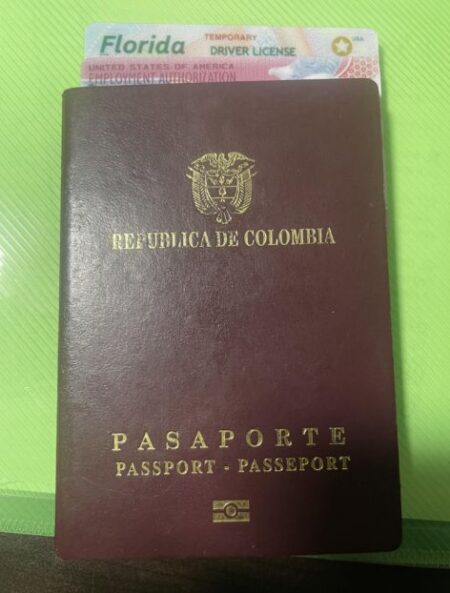 Florida TEMPORARY
DRIVER LICENSE
USA
UNITED STATES OF AMERICA
EMPLOYMENT AUTHORIZATION
REPUBLICA DE COLOMBIA
PASAPORTE
PASSPORT - PASSEPORT